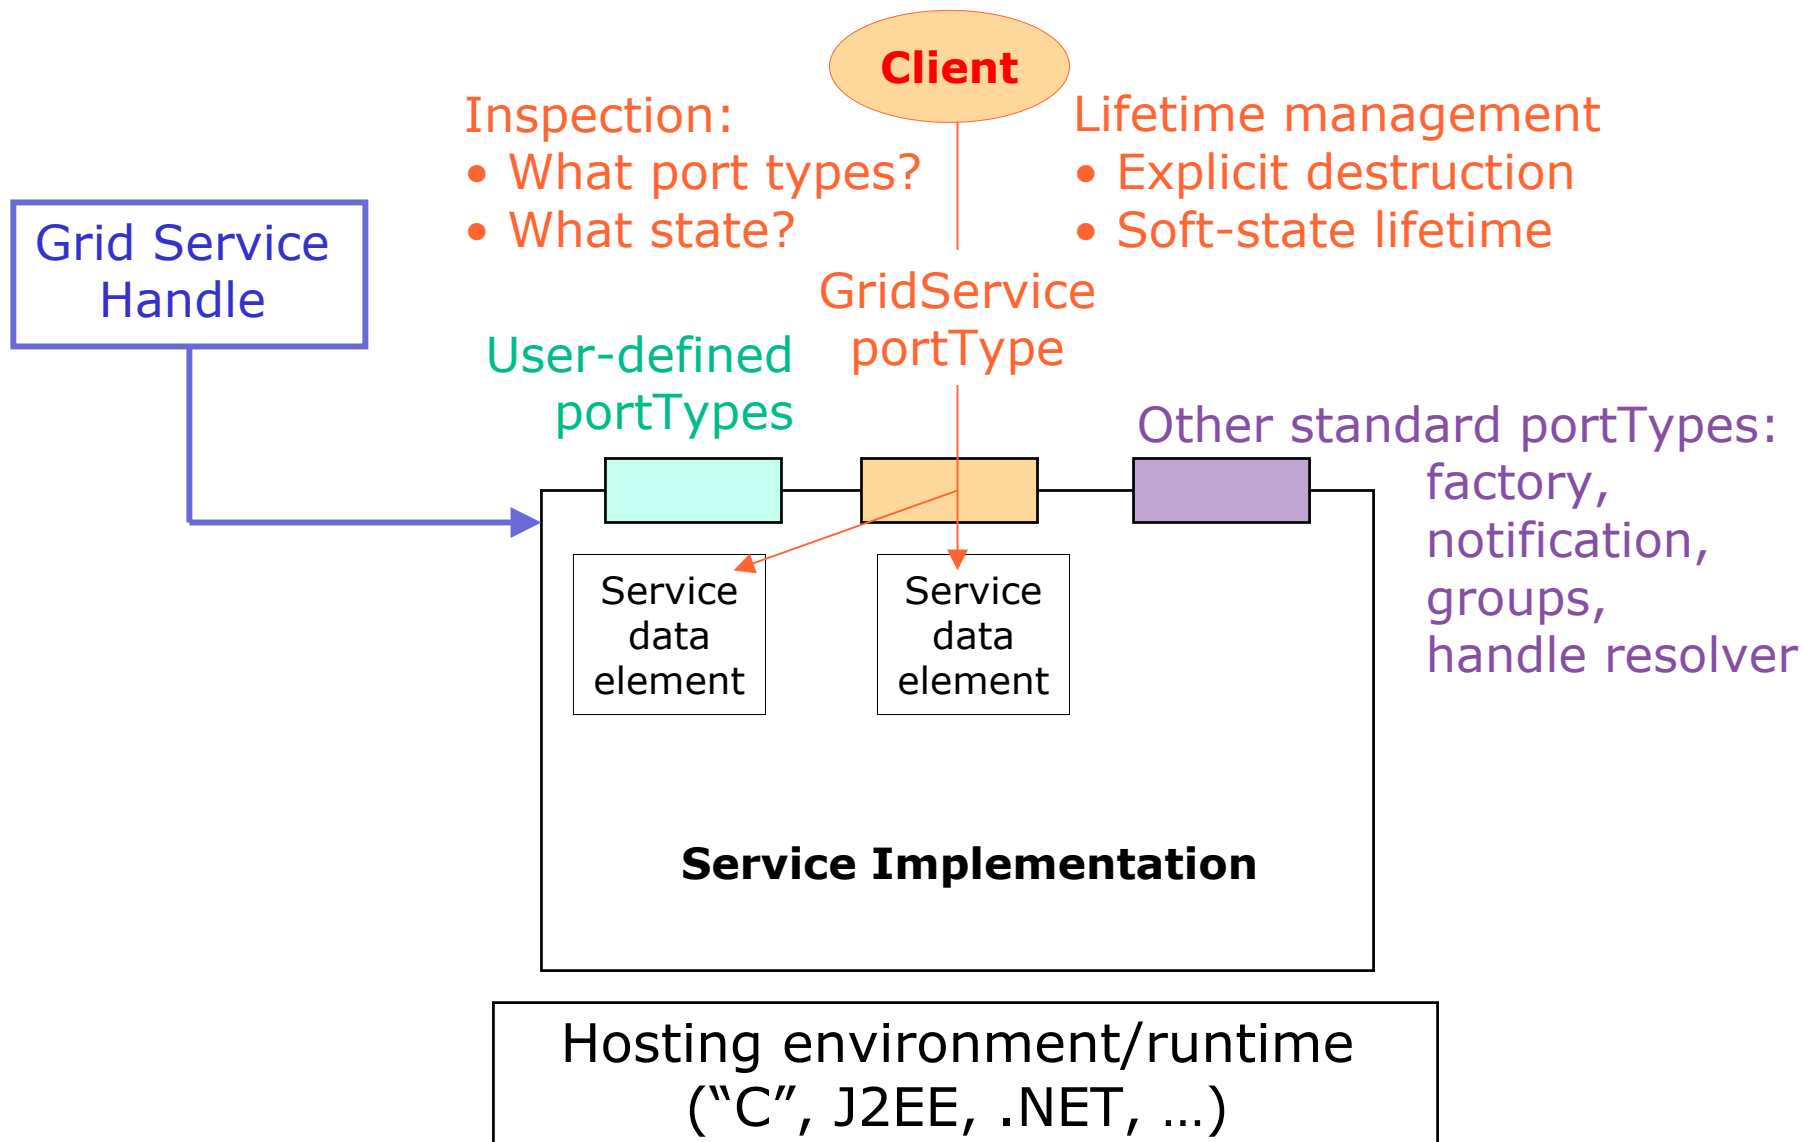 Client
Inspection:
• What port types?
• What state?
Lifetime management
• Explicit destruction
• Soft-state lifetime
Grid Service
Handle
GridService
portType
User-defined
portTypes
Other standard portTypes:
factory,
notification,
groups,
handle resolver
Service
data
element
Service
data
element
Service Implementation
Hosting environment/runtime
(“C”, J2EE, .NET, …)